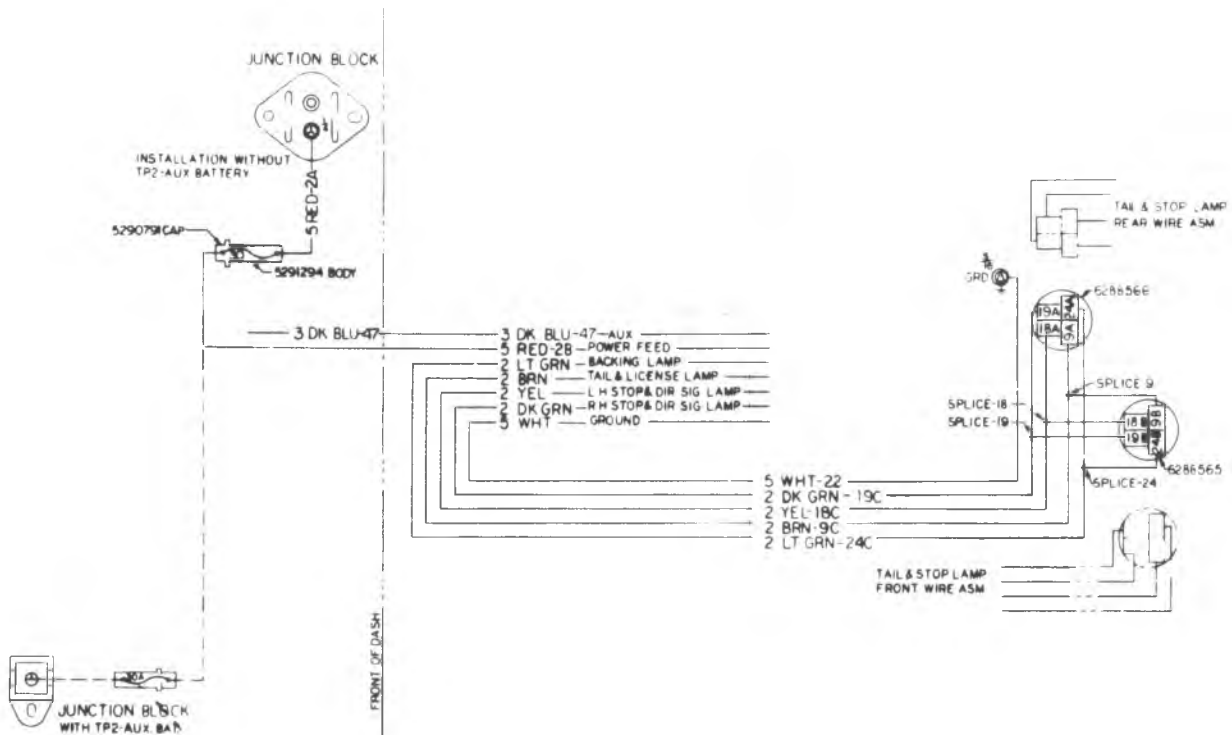 JUNCTION BLOCK
INSTALLATION WITHOUT
TP2-AUX BATTERY
5 RED-2A
5290791 CAP
30
5291294 BODY
TAIL & STOP LAMP
REAR WIRE ASM
3/16
GRD
6288566
19A
18A
24A
9A
3 DK BLU-47
3 DK BLU-47-AUX
5 RED-2B-POWER FEED
2 LT GRN-BACKING LAMP
2 BRN-TAIL & LICENSE LAMP
2 YEL-L H STOP & DIR SIG LAMP
2 DK GRN-R H STOP & DIR SIG LAMP
5 WHT-GROUND
SPLICE 9
SPLICE-18
SPLICE-19
18B
19B
9B
24B
6286565
SPLICE-24
5 WHT-22
2 DK GRN-19C
2 YEL-18C
2 BRN-9C
2 LT GRN-24C
TAIL & STOP LAMP
FRONT WIRE ASM
FRONT OF DASH
30A
JUNCTION BLOCK
WITH TP2-AUX. BAT